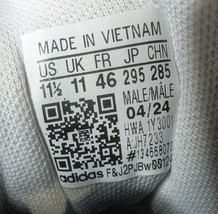 MADE IN VIETNAM
US UK FR JP CHN
11½ 11 46 295 285
MALE/MÂLE
04/24
HWA 1Y3001
JH7233
adidas